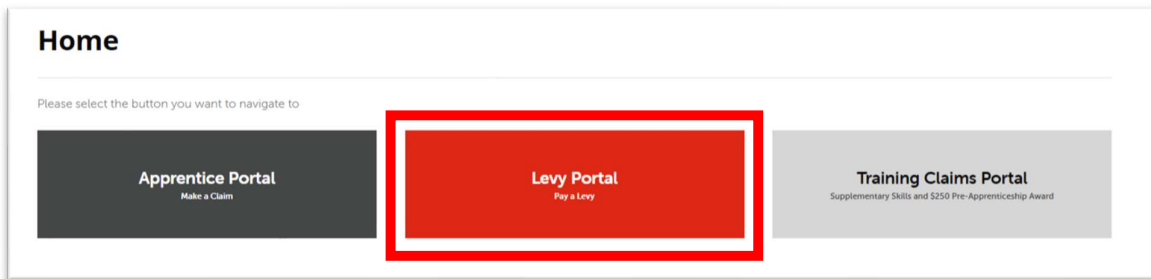 Home
Please select the button you want to navigate to
Apprentice Portal
Make a Claim
Levy Portal
Pay a Levy
Training Claims Portal
Supplementary Skills and $250 Pre-Apprenticeship Award